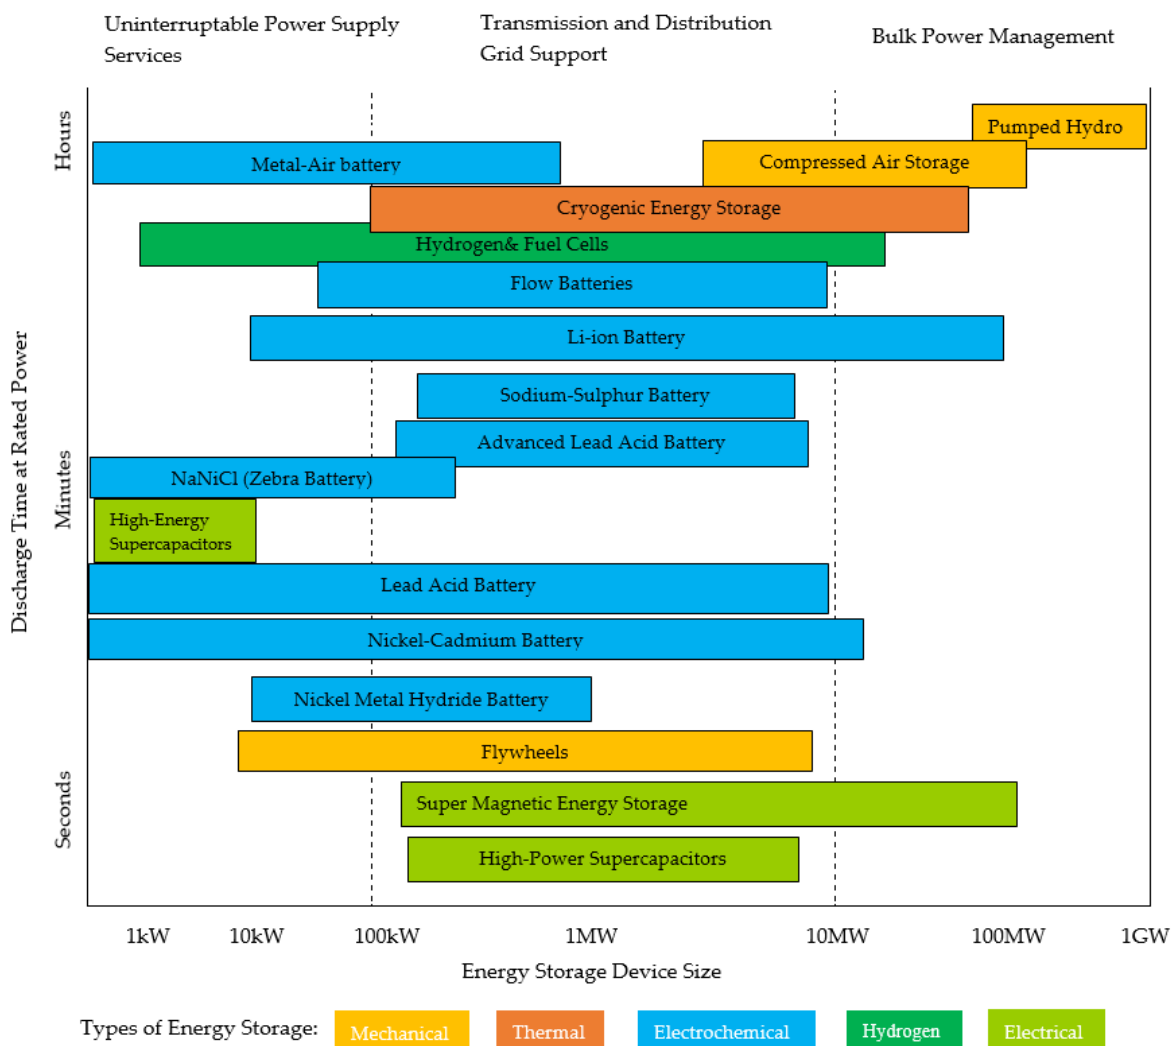 Uninterruptable Power Supply
Services
Transmission and Distribution
Grid Support
Bulk Power Management
Hours
Minutes
Seconds
Discharge Time at Rated Power
Pumped Hydro
Metal-Air battery
Compressed Air Storage
Cryogenic Energy Storage
Hydrogen& Fuel Cells
Flow Batteries
Li-ion Battery
Sodium-Sulphur Battery
Advanced Lead Acid Battery
NaNiCl (Zebra Battery)
High-Energy
Supercapacitors
Lead Acid Battery
Nickel-Cadmium Battery
Nickel Metal Hydride Battery
Flywheels
Super Magnetic Energy Storage
High-Power Supercapacitors
1kW 10kW 100kW 1MW 10MW 100MW 1GW
Energy Storage Device Size
Types of Energy Storage: Mechanical Thermal Electrochemical Hydrogen Electrical